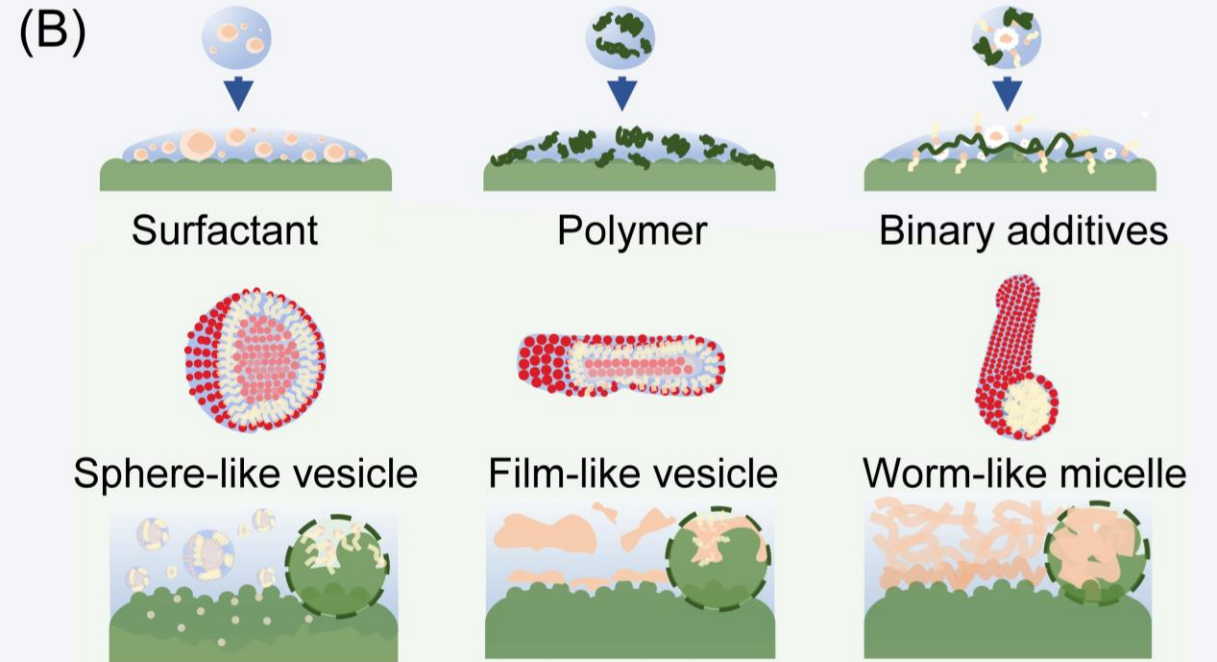 (B)
Surfactant
Polymer
Binary additives
Sphere-like vesicle
Film-like vesicle
Worm-like micelle